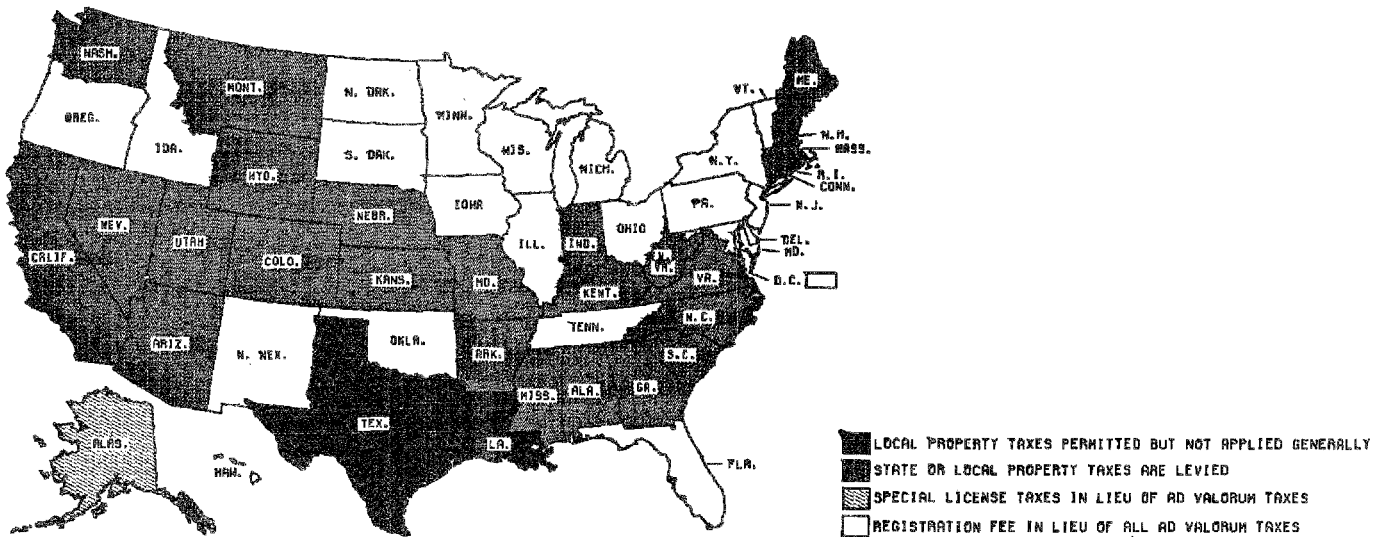 WASH.
MONT.
N. DAK.
MINN.
VT.
ME.
OREG.
IDA.
WYO.
S. DAK.
WIS.
MICH.
N.Y.
N.H.
MASS.
R.I.
CONN.
IOWA
PA.
N.J.
NEV.
NEBR.
OHIO
UTAH
ILL.
IND.
DEL.
MD.
CALIF.
COLO.
KANS.
MO.
W.
VA.
VA.
KENT.
D.C.
ARIZ.
N. MEX.
OKLA.
TENN.
N.C.
ARK.
S.C.
MISS.
ALA.
GA.
TEX.
LA.
ALAS.
HAW.
FLA.
LOCAL PROPERTY TAXES PERMITTED BUT NOT APPLIED GENERALLY
STATE OR LOCAL PROPERTY TAXES ARE LEVIED
SPECIAL LICENSE TAXES IN LIEU OF AD VALORUM TAXES
REGISTRATION FEE IN LIEU OF ALL AD VALORUM TAXES